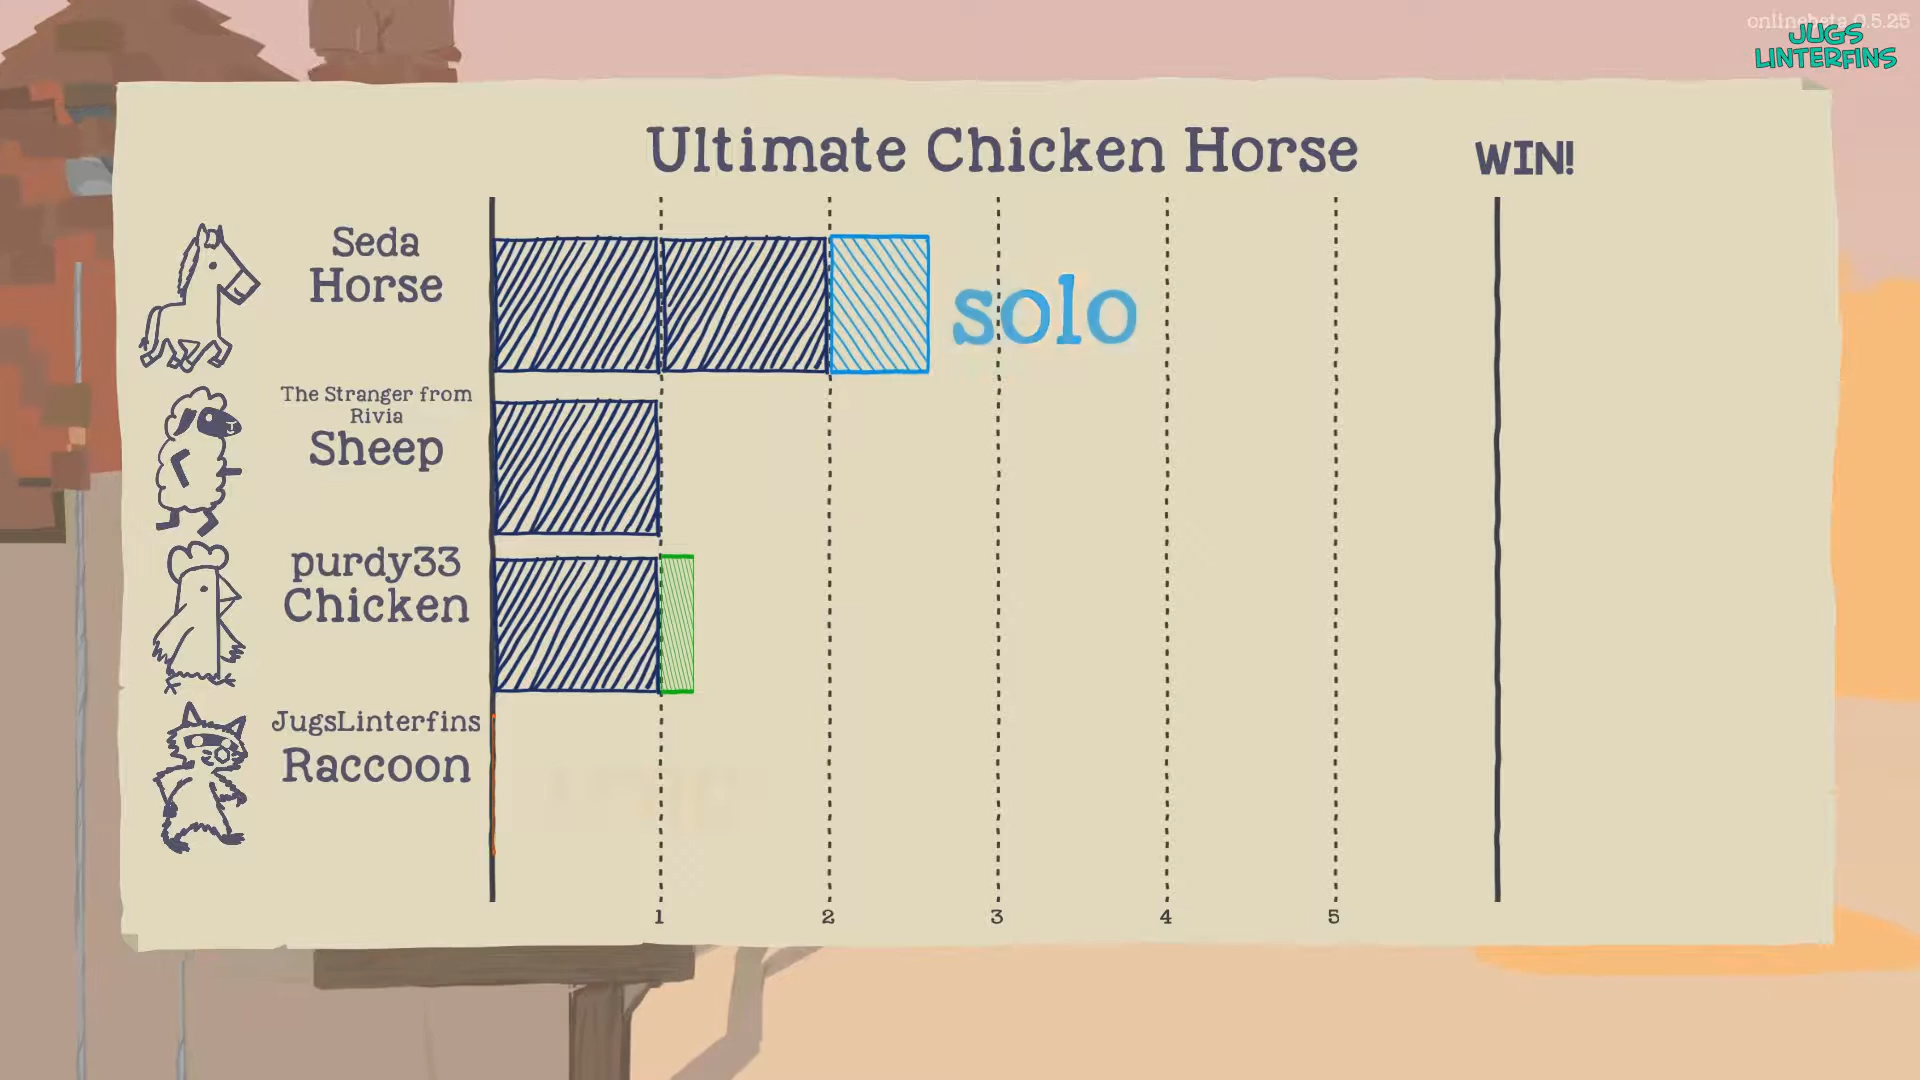 onlinebeta 0.5.25
JUGS
LINTERFINS
Ultimate Chicken Horse
WIN!
Seda
Horse
solo
The Stranger from
Rivia
Sheep
purdy33
Chicken
JugsLinterfins
Raccoon
1
2
3
4
5